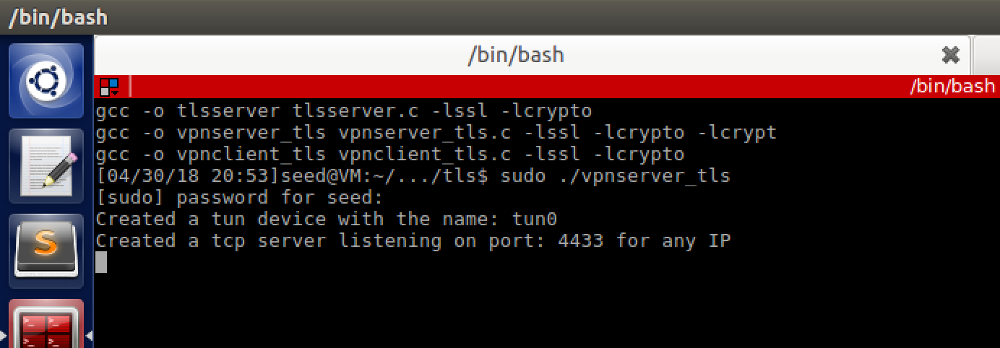 /bin/bash
/bin/bash
/bin/bash
gcc -o tlsserver tlsserver.c -lssl -lcrypto
gcc -o vpnserver_tls vpnserver_tls.c -lssl -lcrypto -lcrypt
gcc -o vpnclient_tls vpnclient_tls.c -lssl -lcrypto
[04/30/18 20:53]seed@VM:~/.../tls$ sudo ./vpnserver_tls
[sudo] password for seed:
Created a tun device with the name: tun0
Created a tcp server listening on port: 4433 for any IP